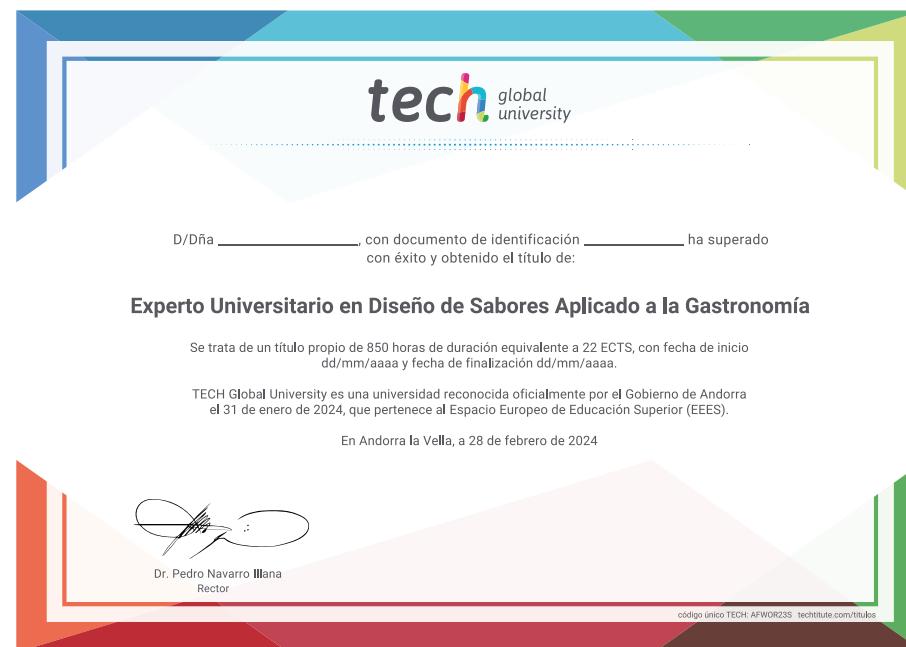 tech global university
D/Dña ____________________, con documento de identificación ______________ ha superado
con éxito y obtenido el título de:
Experto Universitario en Diseño de Sabores Aplicado a la Gastronomía
Se trata de un título propio de 850 horas de duración equivalente a 22 ECTS, con fecha de inicio
dd/mm/aaaa y fecha de finalización dd/mm/aaaa.
TECH Global University es una universidad reconocida oficialmente por el Gobierno de Andorra
el 31 de enero de 2024, que pertenece al Espacio Europeo de Educación Superior (EEES).
En Andorra la Vella, a 28 de febrero de 2024
Dr. Pedro Navarro Illana
Rector
código único TECH: AFWOR23S techtitute.com/titulos